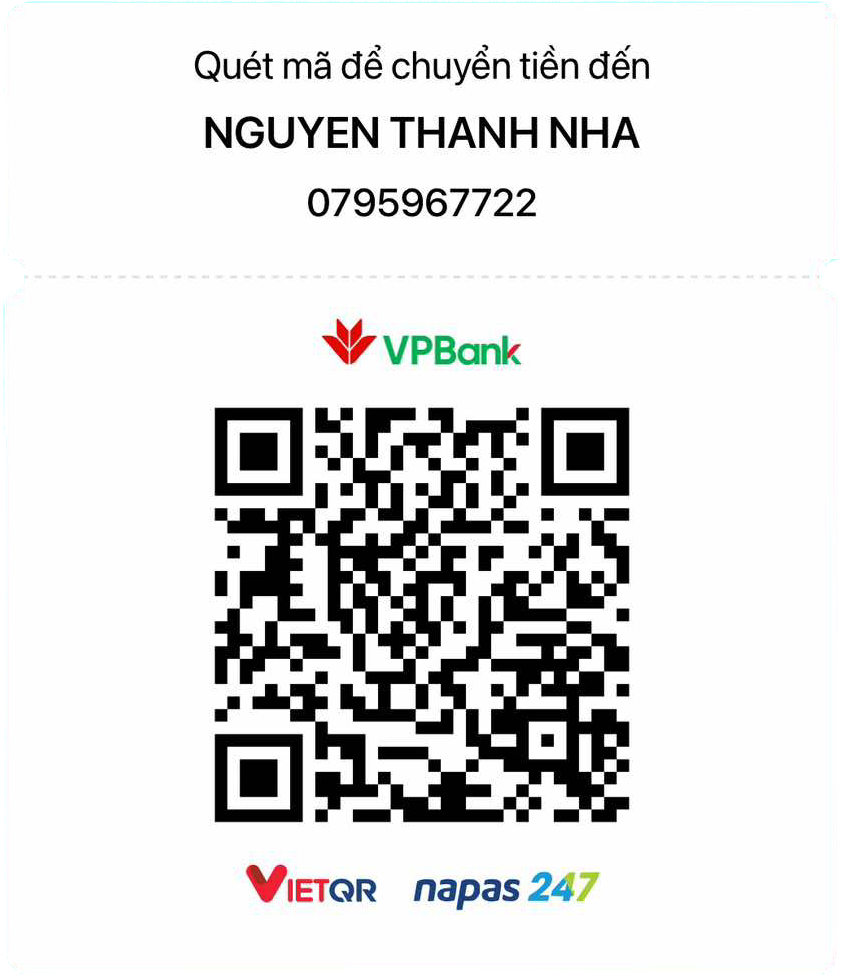 Quét mã để chuyển tiền đến
NGUYEN THANH NHA
0795967722
VPBank
VIETQR napas 247